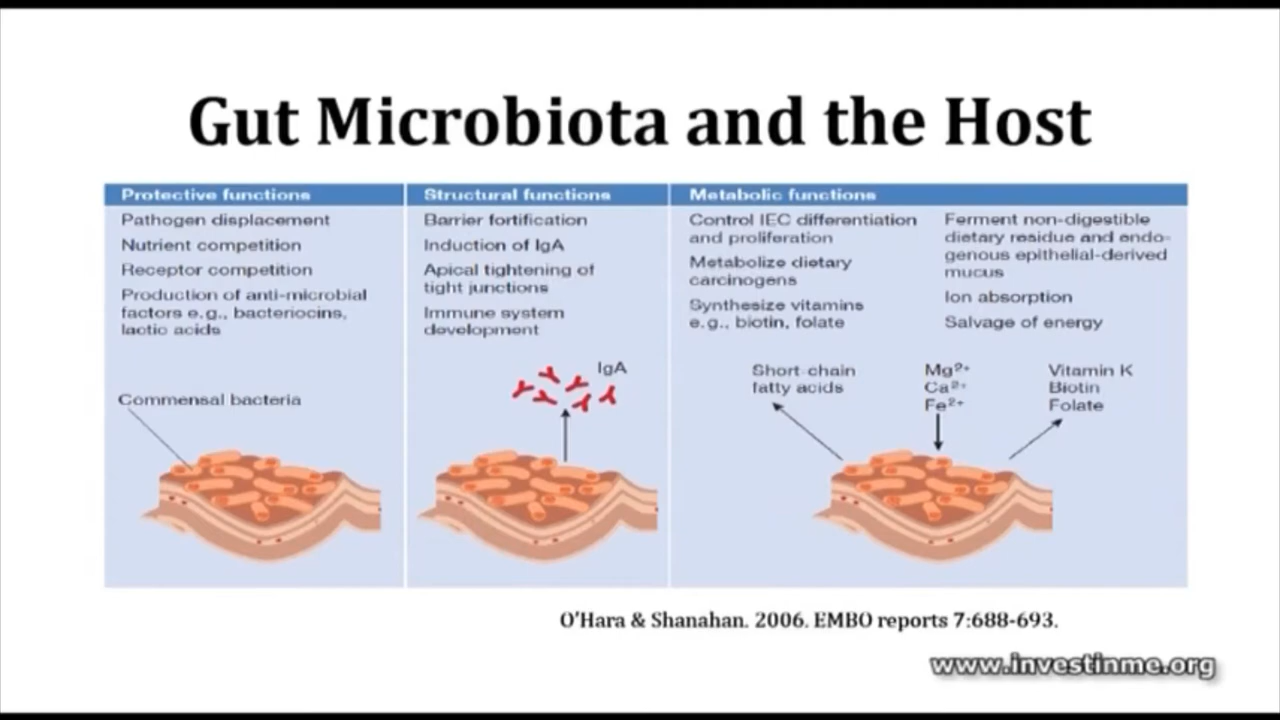 Gut Microbiota and the Host
Protective functions
Pathogen displacement
Nutrient competition
Receptor competition
Production of anti-microbial
factors e.g., bacteriocins,
lactic acids
Commensal bacteria
Structural functions
Barrier fortification
Induction of IgA
Apical tightening of
tight junctions
Immune system
development
IgA
Metabolic functions
Control IEC differentiation
and proliferation
Metabolize dietary
carcinogens
Synthesize vitamins
e.g., biotin, folate
Ferment non-digestible
dietary residue and endo-
genous epithelial-derived
mucus
Ion absorption
Salvage of energy
Short-chain
fatty acids
Mg²⁺
Ca²⁺
Fe²⁺
Vitamin K
Biotin
Folate
O'Hara & Shanahan. 2006. EMBO reports 7:688-693.
www.investinme.org